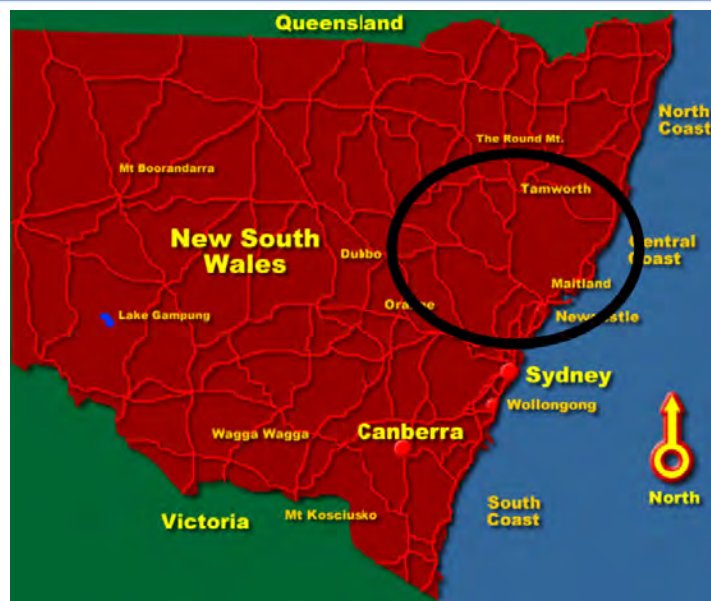 Queensland
North
Coast
The Round Mt.
Mt Boorandarra
Tamworth
New South
Wales
Dubbo
Central
Coast
Maitland
Orange
Lake Gampung
Newcastle
Sydney
Wollongong
Canberra
Wagga Wagga
North
South
Coast
Victoria
Mt Kosciusko